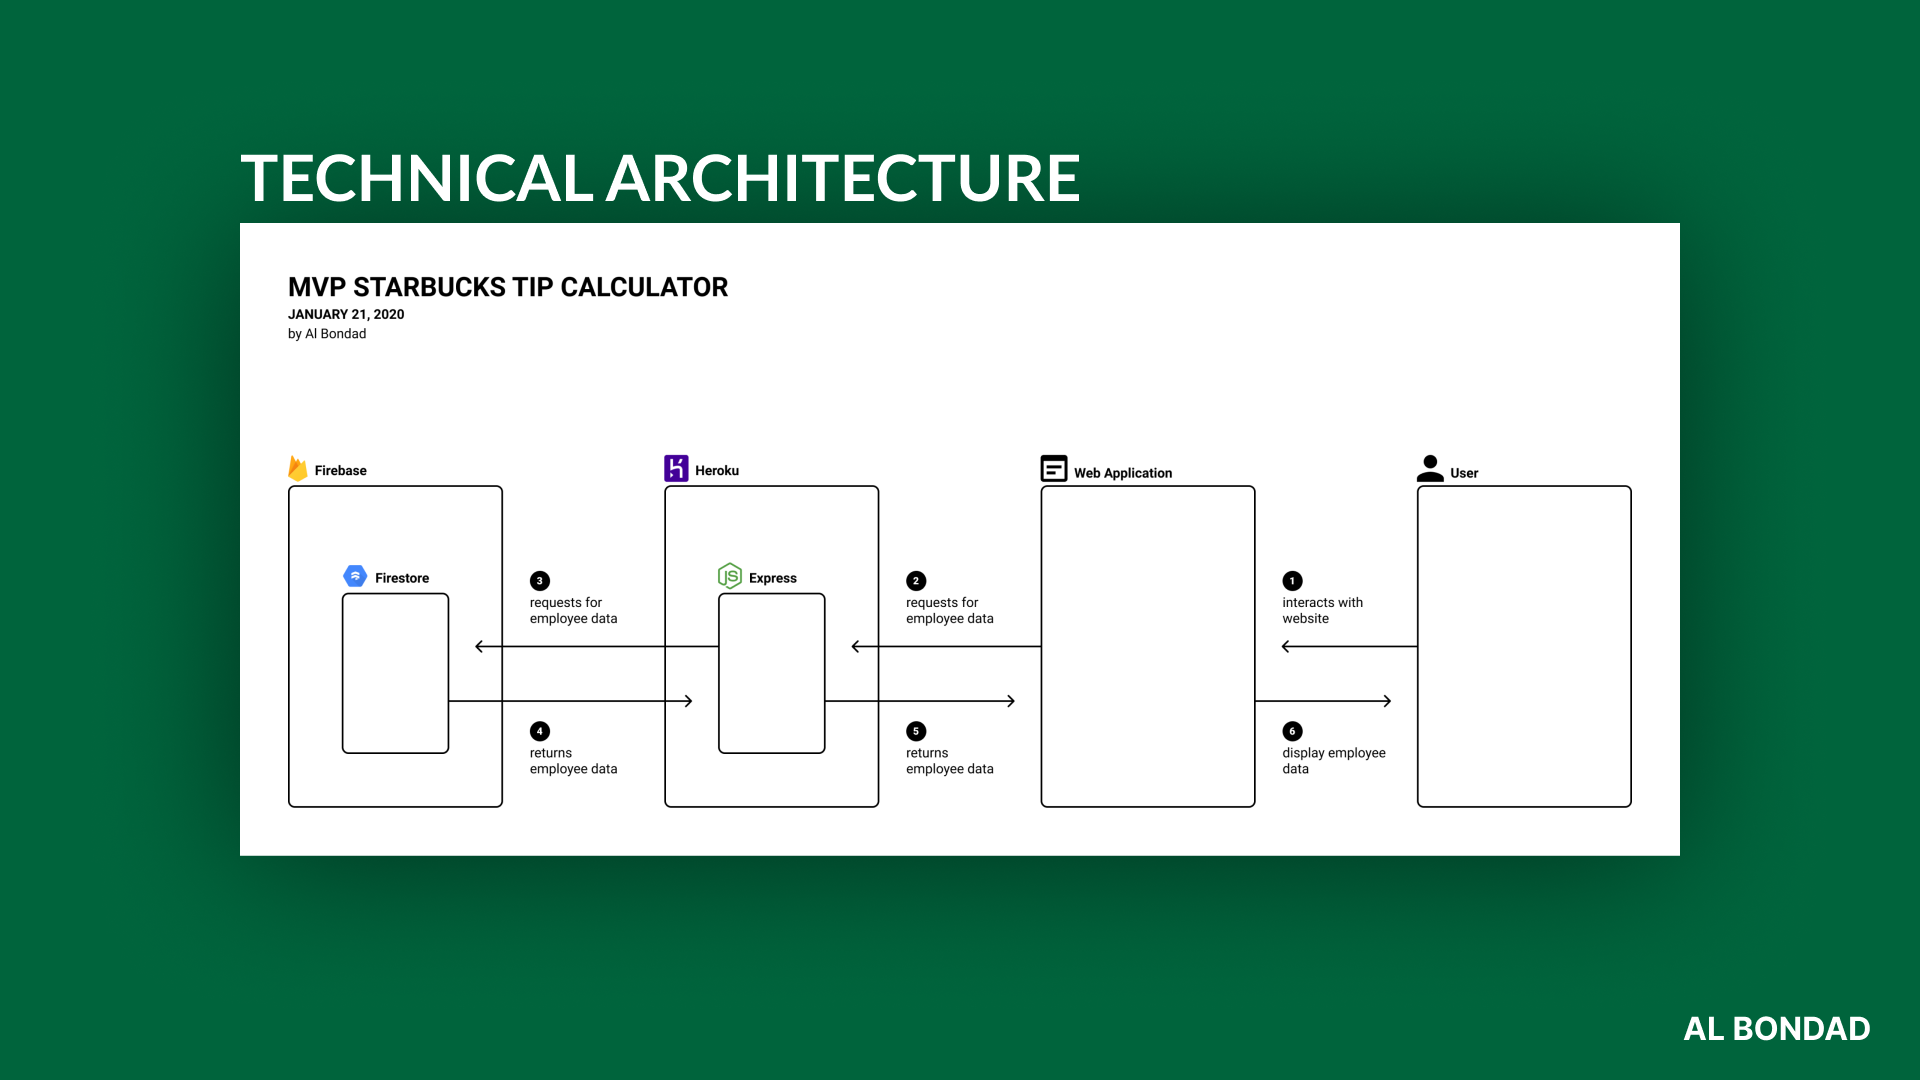 TECHNICAL ARCHITECTURE
MVP STARBUCKS TIP CALCULATOR
JANUARY 21, 2020
by Al Bondad
Firebase
Heroku
Web Application
User
Firestore
Express
3
requests for
employee data
2
requests for
employee data
1
interacts with
website
4
returns
employee data
5
returns
employee data
6
display employee
data
AL BONDAD